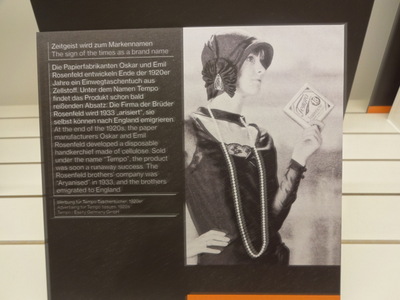 Zeitgeist wird zum Markennamen
The sign of the times as a brand name
Die Papierfabrikanten Oskar und Emil
Rosenfeld entwickeln Ende der 1920er
Jahre ein Einwegtaschentuch aus
Zellstoff. Unter dem Namen Tempo
findet das Produkt schon bald
reißenden Absatz. Die Firma der Brüder
Rosenfeld wird 1933 „arisiert“, sie
selbst können nach England emigrieren.
At the end of the 1920s, the paper
manufacturers Oskar and Emil
Rosenfeld developed a disposable
handkerchief made of cellulose. Sold
under the name "Tempo", the product
was soon a runaway success. The
Rosenfeld brothers' company was
"Aryanised" in 1933, and the brothers
emigrated to England.
Werbung für Tempo-Taschentücher, 1920er
Advertising for Tempo tissues, 1920s
Germany GmbH